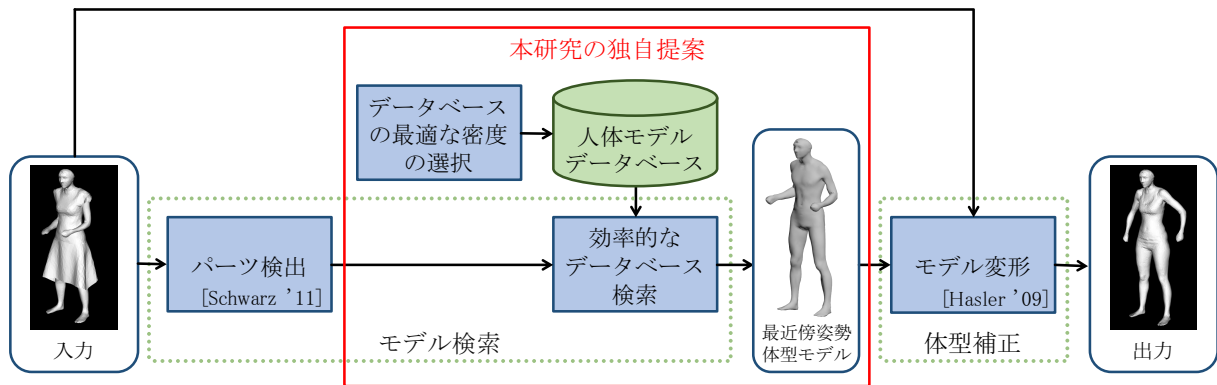 本研究の独自提案
データベース
の最適な密度
の選択
人体モデル
データベース
入力
パーツ検出
[Schwarz ’11]
効率的な
データベース
検索
モデル検索
最近傍姿勢
体型モデル
モデル変形
[Hasler ’09]
体型補正
出力